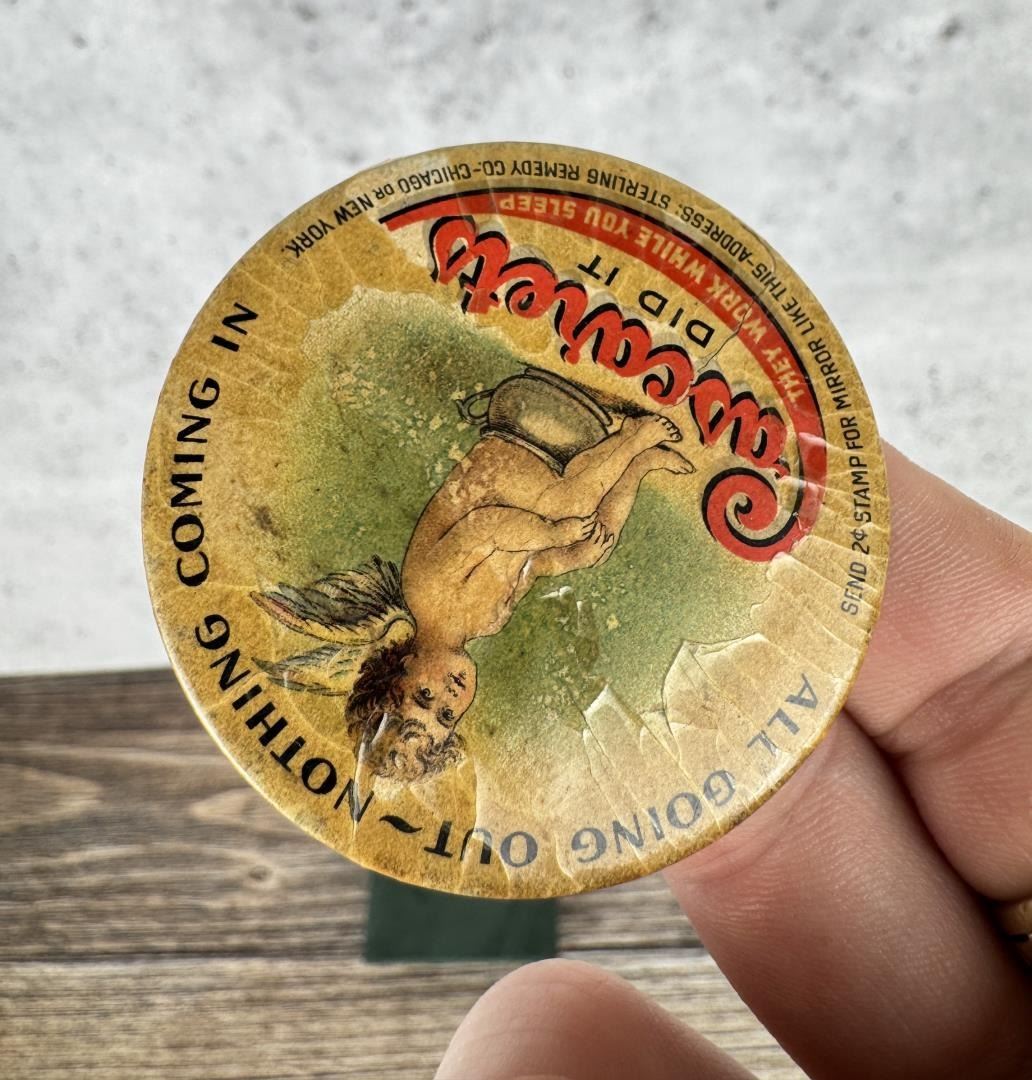 ALL GOING OUT~NOTHING COMING IN
Cascarets
DID IT
THEY WORK WHILE YOU SLEEP
SEND 2¢ STAMP FOR MIRROR LIKE THIS-ADDRESS: STERLING REMEDY CO.-CHICAGO OR NEW YORK.